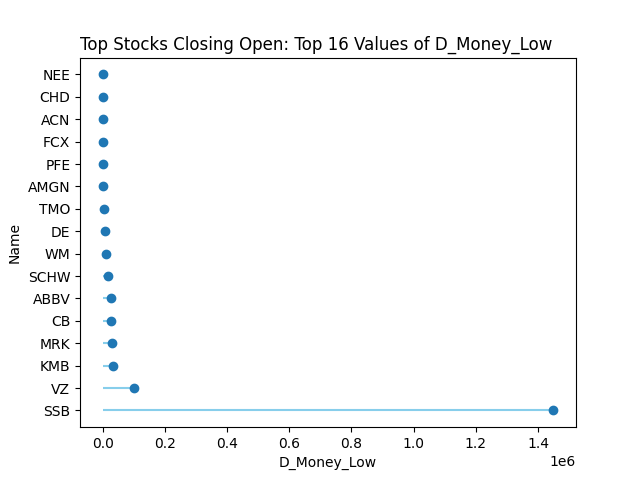 Top Stocks Closing Open: Top 16 Values of D_Money_Low
NEE
CHD
ACN
FCX
PFE
AMGN
TMO
DE
WM
SCHW
ABBV
CB
MRK
KMB
VZ
SSB
Name
0.0 0.2 0.4 0.6 0.8 1.0 1.2 1.4
1e6
D_Money_Low